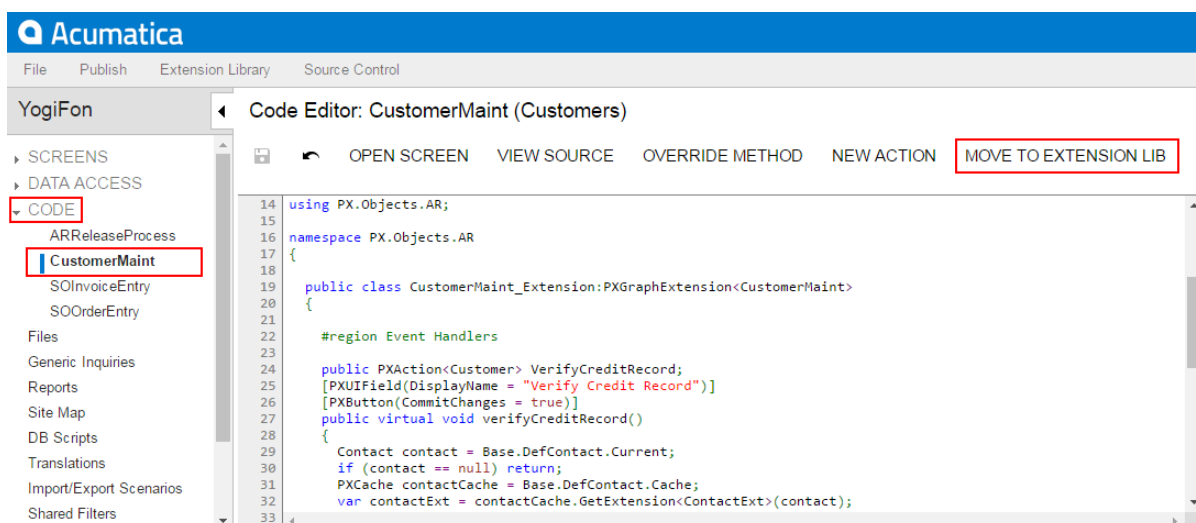 Acumatica
File Publish Extension Library Source Control
YogiFon
Code Editor: CustomerMaint (Customers)
OPEN SCREEN VIEW SOURCE OVERRIDE METHOD NEW ACTION MOVE TO EXTENSION LIB
SCREENS
DATA ACCESS
CODE
ARReleaseProcess
CustomerMaint
SOInvoiceEntry
SOOrderEntry
Files
Generic Inquiries
Reports
Site Map
DB Scripts
Translations
Import/Export Scenarios
Shared Filters
14 using PX.Objects.AR;
15
16 namespace PX.Objects.AR
17 {
18
19 public class CustomerMaint_Extension:PXGraphExtension<CustomerMaint>
20 {
21
22 #region Event Handlers
23
24 public PXAction<Customer> VerifyCreditRecord;
25 [PXUIField(DisplayName = "Verify Credit Record")]
26 [PXButton(CommitChanges = true)]
27 public virtual void verifyCreditRecord()
28 {
29 Contact contact = Base.DefContact.Current;
30 if (contact == null) return;
31 PXCache contactCache = Base.DefContact.Cache;
32 var contactExt = contactCache.GetExtension<ContactExt>(contact);
33